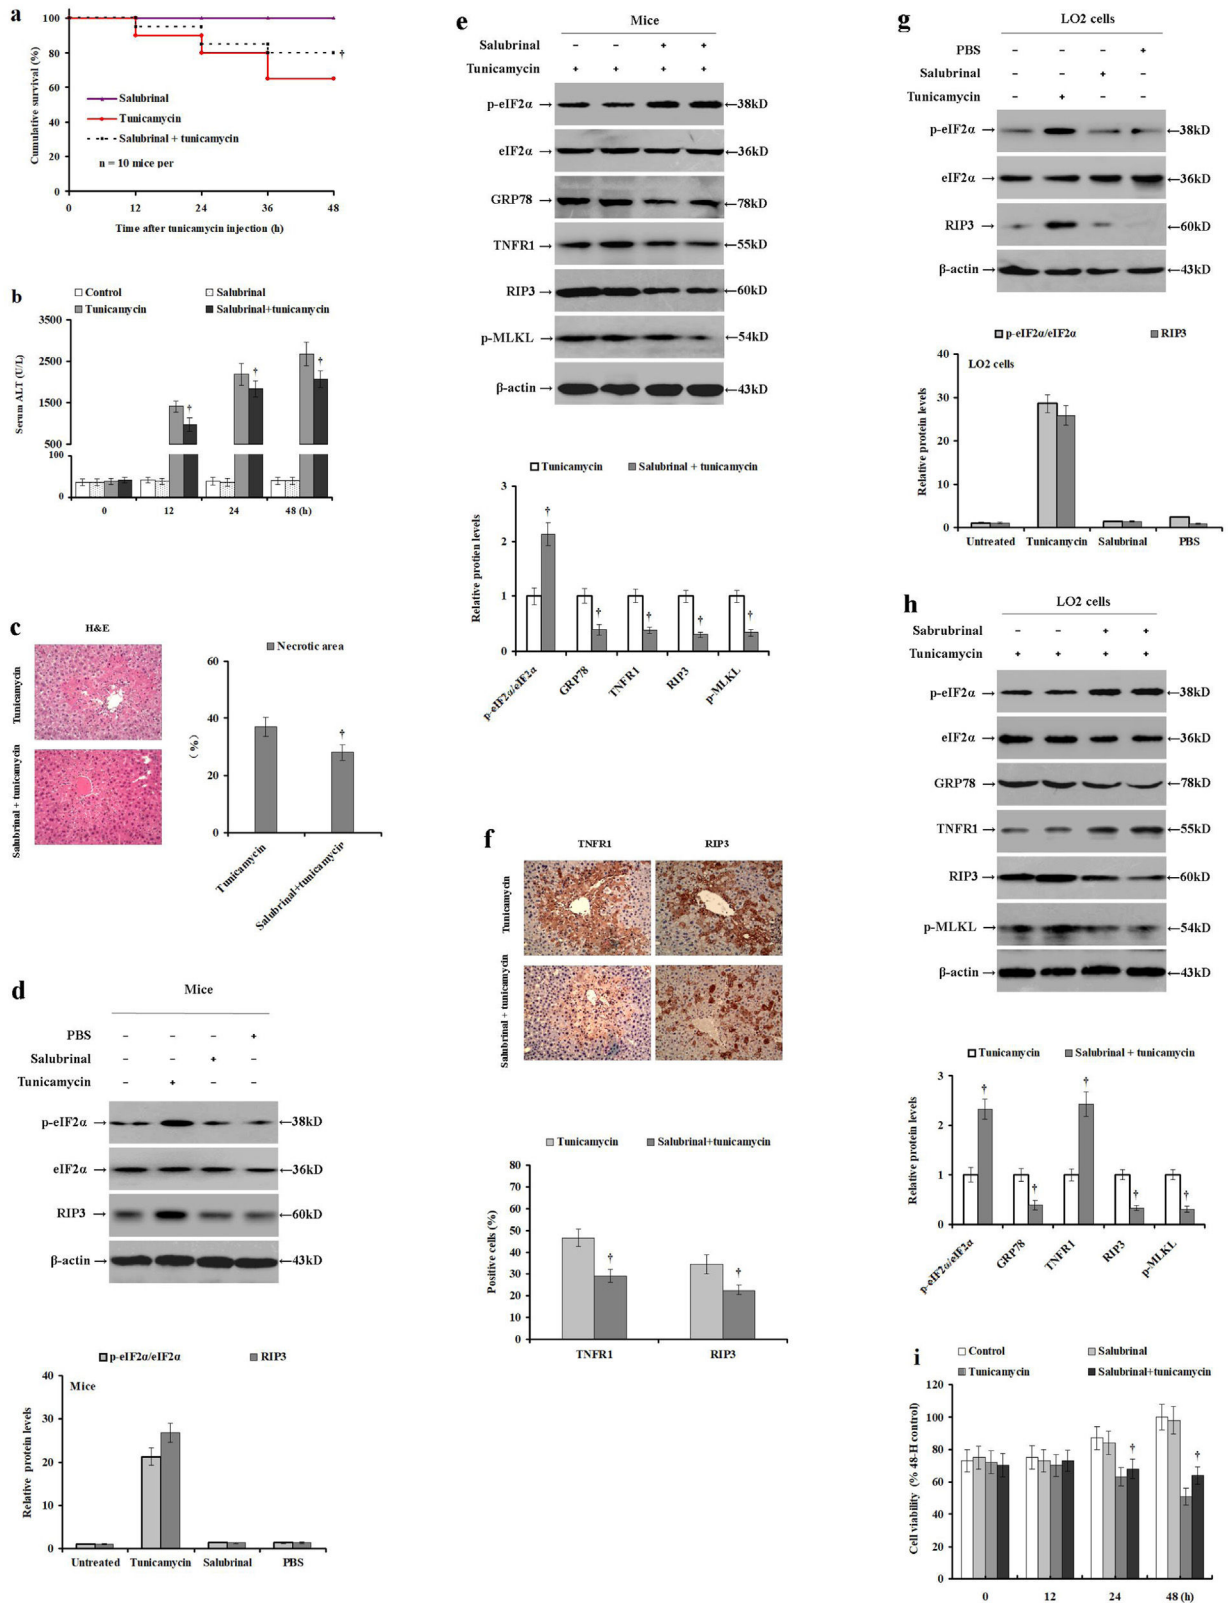 a
100
80
60
40
20
0
Cumulative survival (%)
Salubrinal
Tunicamycin
Salubrinal + tunicamycin
n = 10 mice per
†
0 12 24 36 48
Time after tunicamycin injection (h)
b
Control Salubrinal
Tunicamycin Salubrinal+tunicamycin
3500
2500
1500
500
100
0
Serum ALT (U/L)
† † †
0 12 24 48 (h)
c
H&E
Tunicamycin
Salubrinal + tunicamycin
Necrotic area
60
40
20
0
(%)
†
Tunicamycin
Salubrinal+tunicamycin
d
Mice
PBS − − − +
Salubrinal − − + −
Tunicamycin − + − −
p-eIF2α → ←38kD
eIF2α → ←36kD
RIP3 → ←60kD
β-actin → ←43kD
p-eIF2α/eIF2α RIP3
40
30
20
10
0
Mice
Relative protein levels
Untreated Tunicamycin Salubrinal PBS
e
Mice
Salubrinal − − + +
Tunicamycin + + + +
p-eIF2α → ←38kD
eIF2α → ←36kD
GRP78 → ←78kD
TNFR1 → ←55kD
RIP3 → ←60kD
p-MLKL → ←54kD
β-actin → ←43kD
Tunicamycin Salubrinal + tunicamycin
3
2
1
0
Relative protien levels
† † † † †
p-eIF2α/eIF2α GRP78 TNFR1 RIP3 p-MLKL
f
TNFR1 RIP3
Tunicamycin
Salubrinal + tunicamycin
Tunicamycin Salubrinal+tunicamycin
80
70
60
50
40
30
20
10
0
Positive cells (%)
† †
TNFR1 RIP3
g
LO2 cells
PBS − − − +
Salubrinal − − + −
Tunicamycin − + − −
p-eIF2α → ←38kD
eIF2α → ←36kD
RIP3 → ←60kD
β-actin → ←43kD
p-eIF2α/eIF2α RIP3
40
30
20
10
0
LO2 cells
Relative protein levels
Untreated Tunicamycin Salubrinal PBS
h
LO2 cells
Sabrubrinal − − + +
Tunicamycin + + + +
p-eIF2α → ←38kD
eIF2α → ←36kD
GRP78 → ←78kD
TNFR1 → ←55kD
RIP3 → ←60kD
p-MLKL → ←54kD
β-actin → ←43kD
Tunicamycin Salubrinal + tunicamycin
3
2
1
0
Relative protein levels
† † † † †
p-eIF2α/eIF2α GRP78 TNFR1 RIP3 p-MLKL
i
Control Salubrinal
Tunicamycin Salubrinal+tunicamycin
120
100
80
60
40
20
0
Cell viability (% 48-H control)
† †
0 12 24 48 (h)